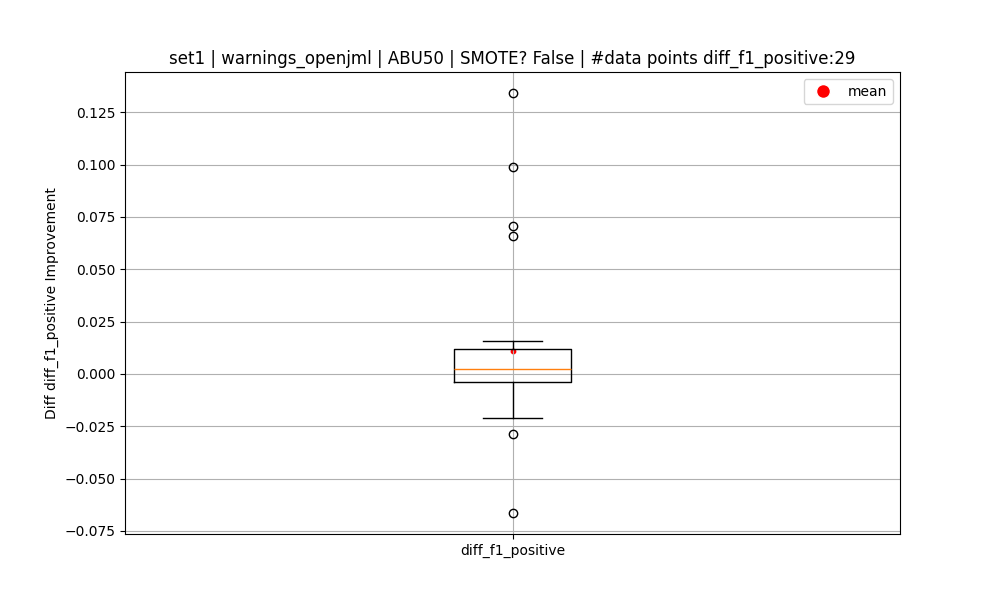 set1 | warnings_openjml | ABU50 | SMOTE? False | #data points diff_f1_positive:29
mean
0.125
0.100
0.075
0.050
0.025
0.000
−0.025
−0.050
−0.075
Diff diff_f1_positive Improvement
diff_f1_positive